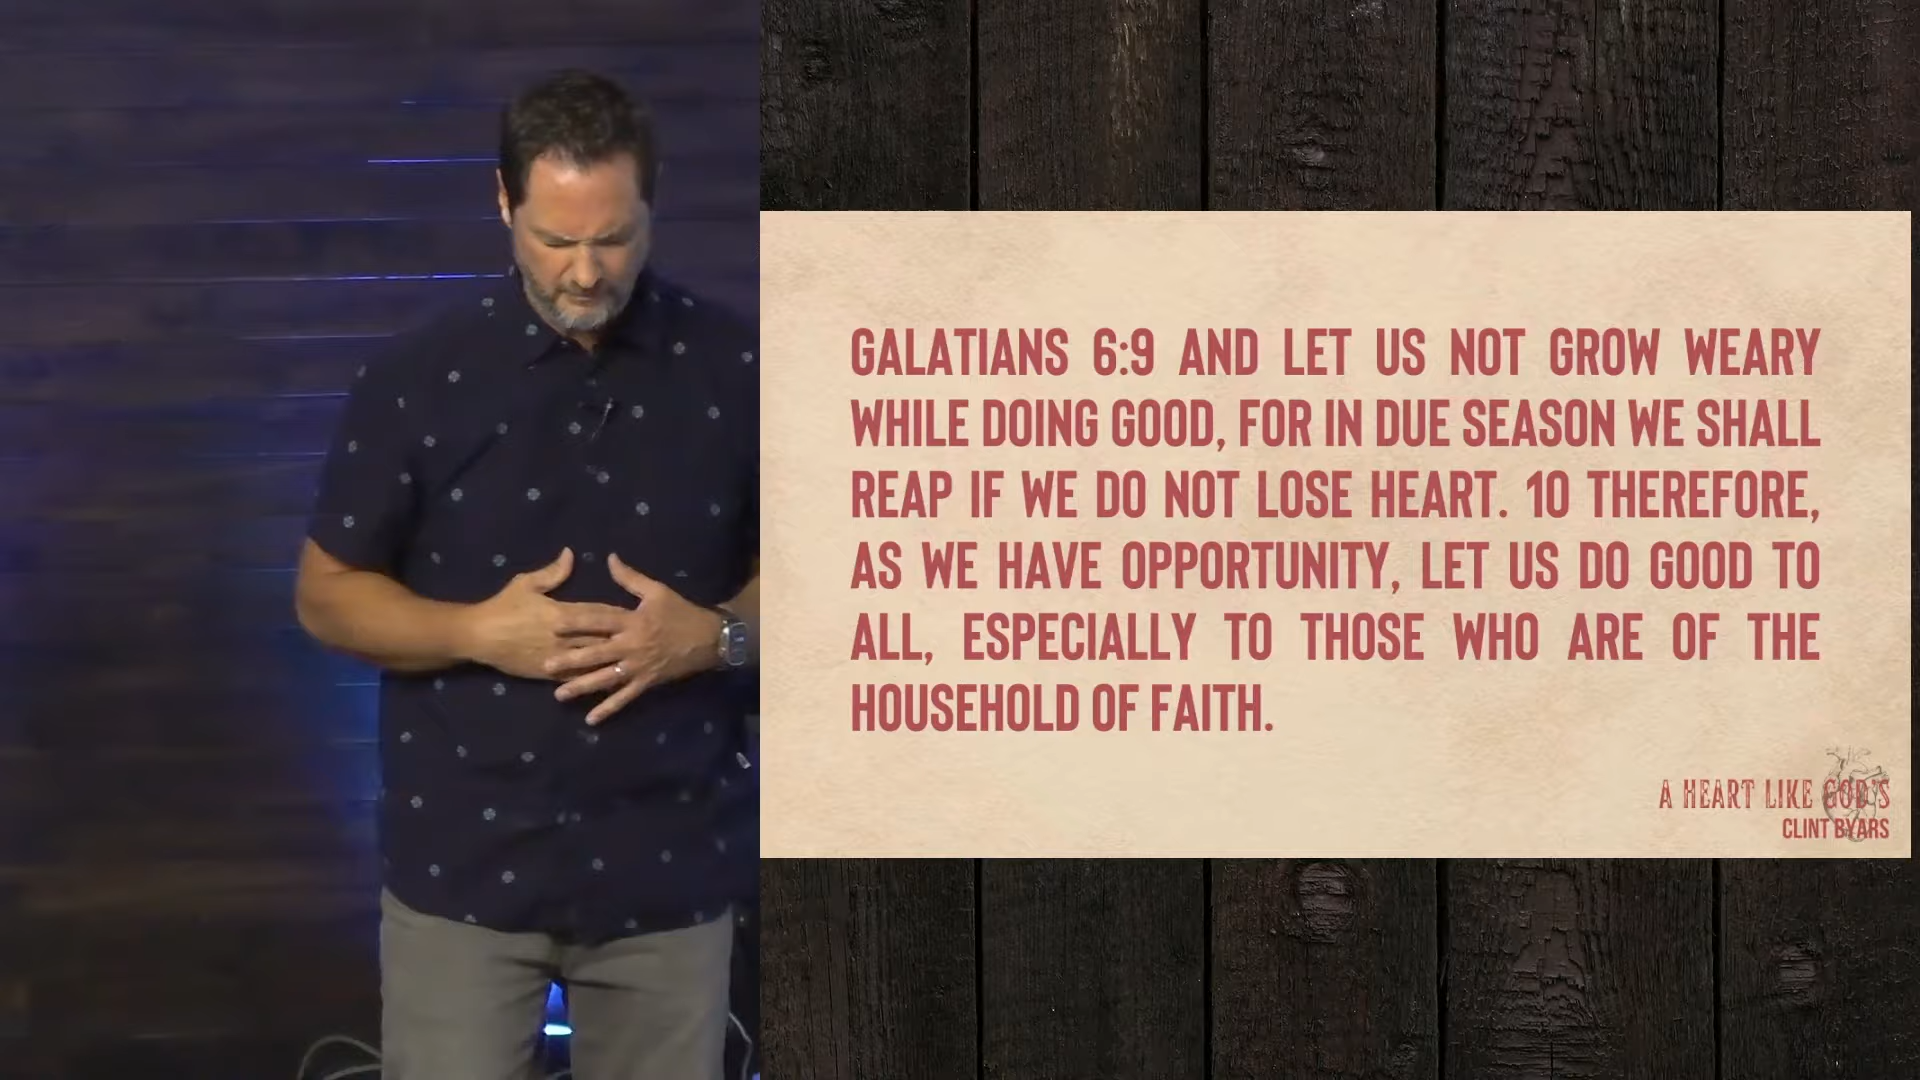 GALATIANS 6:9 AND LET US NOT GROW WEARY
WHILE DOING GOOD, FOR IN DUE SEASON WE SHALL
REAP IF WE DO NOT LOSE HEART. 10 THEREFORE,
AS WE HAVE OPPORTUNITY, LET US DO GOOD TO
ALL, ESPECIALLY TO THOSE WHO ARE OF THE
HOUSEHOLD OF FAITH.
A HEART LIKE GOD'S
CLINT BYARS